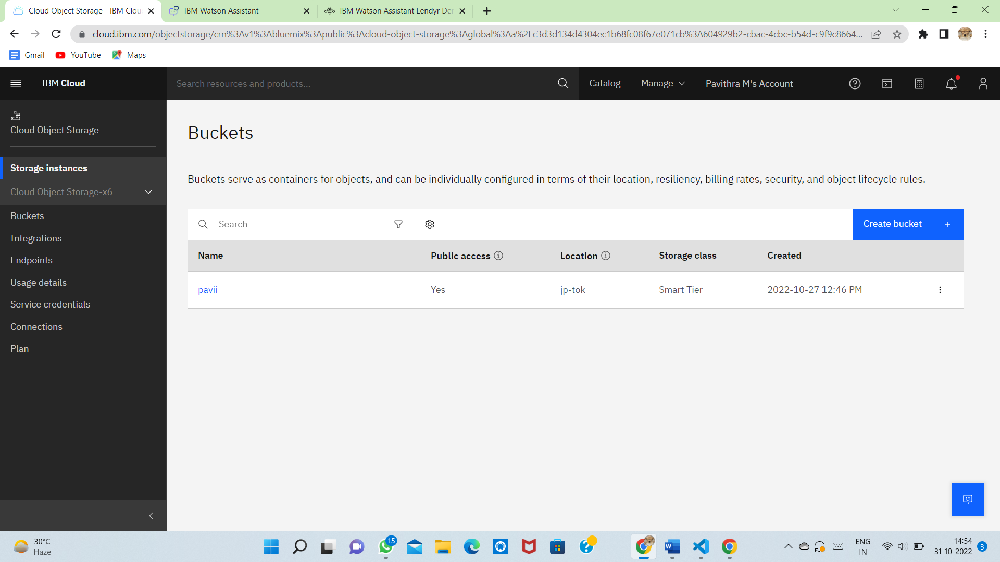 Cloud Object Storage - IBM Clou
IBM Watson Assistant
IBM Watson Assistant Lendyr Der
cloud.ibm.com/objectstorage/crn%3Av1%3Abluemix%3Apublic%3Acloud-object-storage%3Aglobal%3Aa%2Fc3d3d134d4304ec1b68fc08f67e071cb%3A604929b2-cbac-4cbc-b54d-c9f9c8664...
Gmail
YouTube
Maps
IBM Cloud
Search resources and products...
Catalog
Manage
Pavithra M's Account
Cloud Object Storage
Storage instances
Cloud Object Storage-x6
Buckets
Integrations
Endpoints
Usage details
Service credentials
Connections
Plan
Buckets
Buckets serve as containers for objects, and can be individually configured in terms of their location, resiliency, billing rates, security, and object lifecycle rules.
Search
Create bucket +
Name Public access Location Storage class Created
pavii Yes jp-tok Smart Tier 2022-10-27 12:46 PM
30°C
Haze
15
ENG
IN
14:54
31-10-2022
3